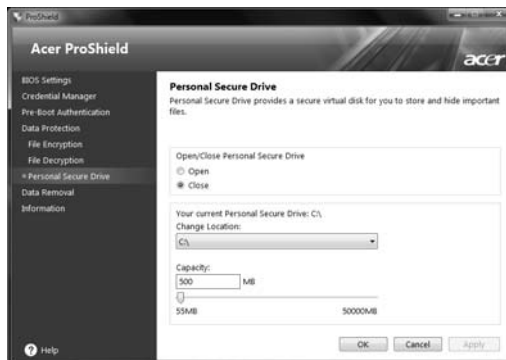 ProShield
Acer ProShield
acer
BIOS Settings
Credential Manager
Pre-Boot Authentication
Data Protection
File Encryption
File Decryption
Personal Secure Drive
Data Removal
Information
Help
Personal Secure Drive
Personal Secure Drive provides a secure virtual disk for you to store and hide important
files.
Open/Close Personal Secure Drive
Open
Close
Your current Personal Secure Drive: C:\
Change Location:
C:\
Capacity:
500 MB
55MB 50000MB
OK Cancel Apply